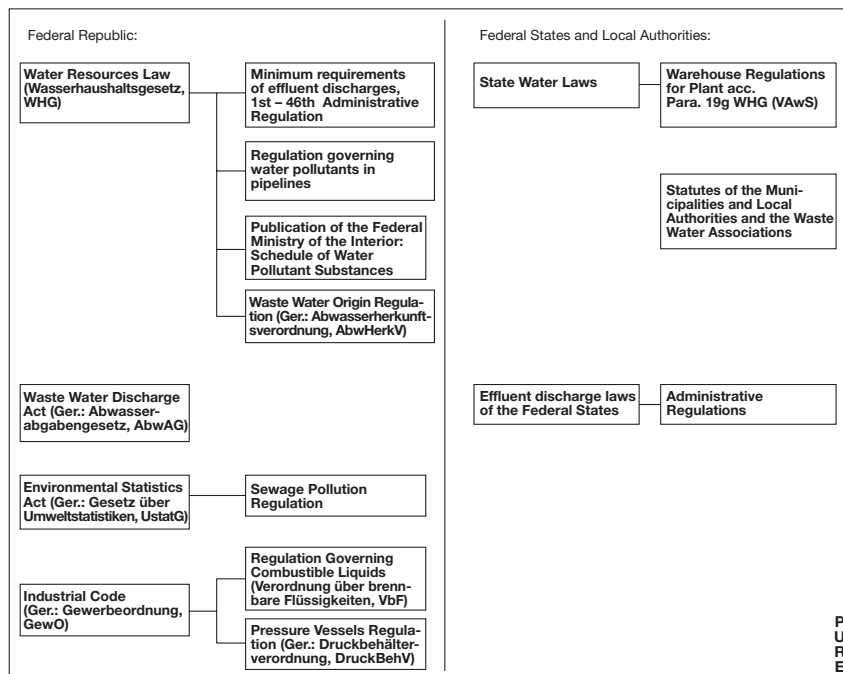 Federal Republic:
Water Resources Law
(Wasserhaushaltsgesetz,
WHG)
Minimum requirements
of effluent discharges,
1st – 46th Administrative
Regulation
Regulation governing
water pollutants in
pipelines
Publication of the Federal
Ministry of the Interior:
Schedule of Water
Pollutant Substances
Waste Water Origin Regula-
tion (Ger.: Abwasserherkunft-
sverordnung, AbwHerkV)
Waste Water Discharge
Act (Ger.: Abwasser-
abgabengesetz, AbwAG)
Environmental Statistics
Act (Ger.: Gesetz über
Umweltstatistiken, UstatG)
Sewage Pollution
Regulation
Industrial Code
(Ger.: Gewerbeordnung,
GewO)
Regulation Governing
Combustible Liquids
(Verordnung über brenn-
bare Flüssigkeiten, VbF)
Pressure Vessels Regula-
tion (Ger.: Druckbehälter-
verordnung, DruckBehV)
Federal States and Local Authorities:
State Water Laws
Warehouse Regulations
for Plant acc.
Para. 19g WHG (VAwS)
Statutes of the Muni-
cipalities and Local
Authorities and the Waste
Water Associations
Effluent discharge laws
of the Federal States
Administrative
Regulations